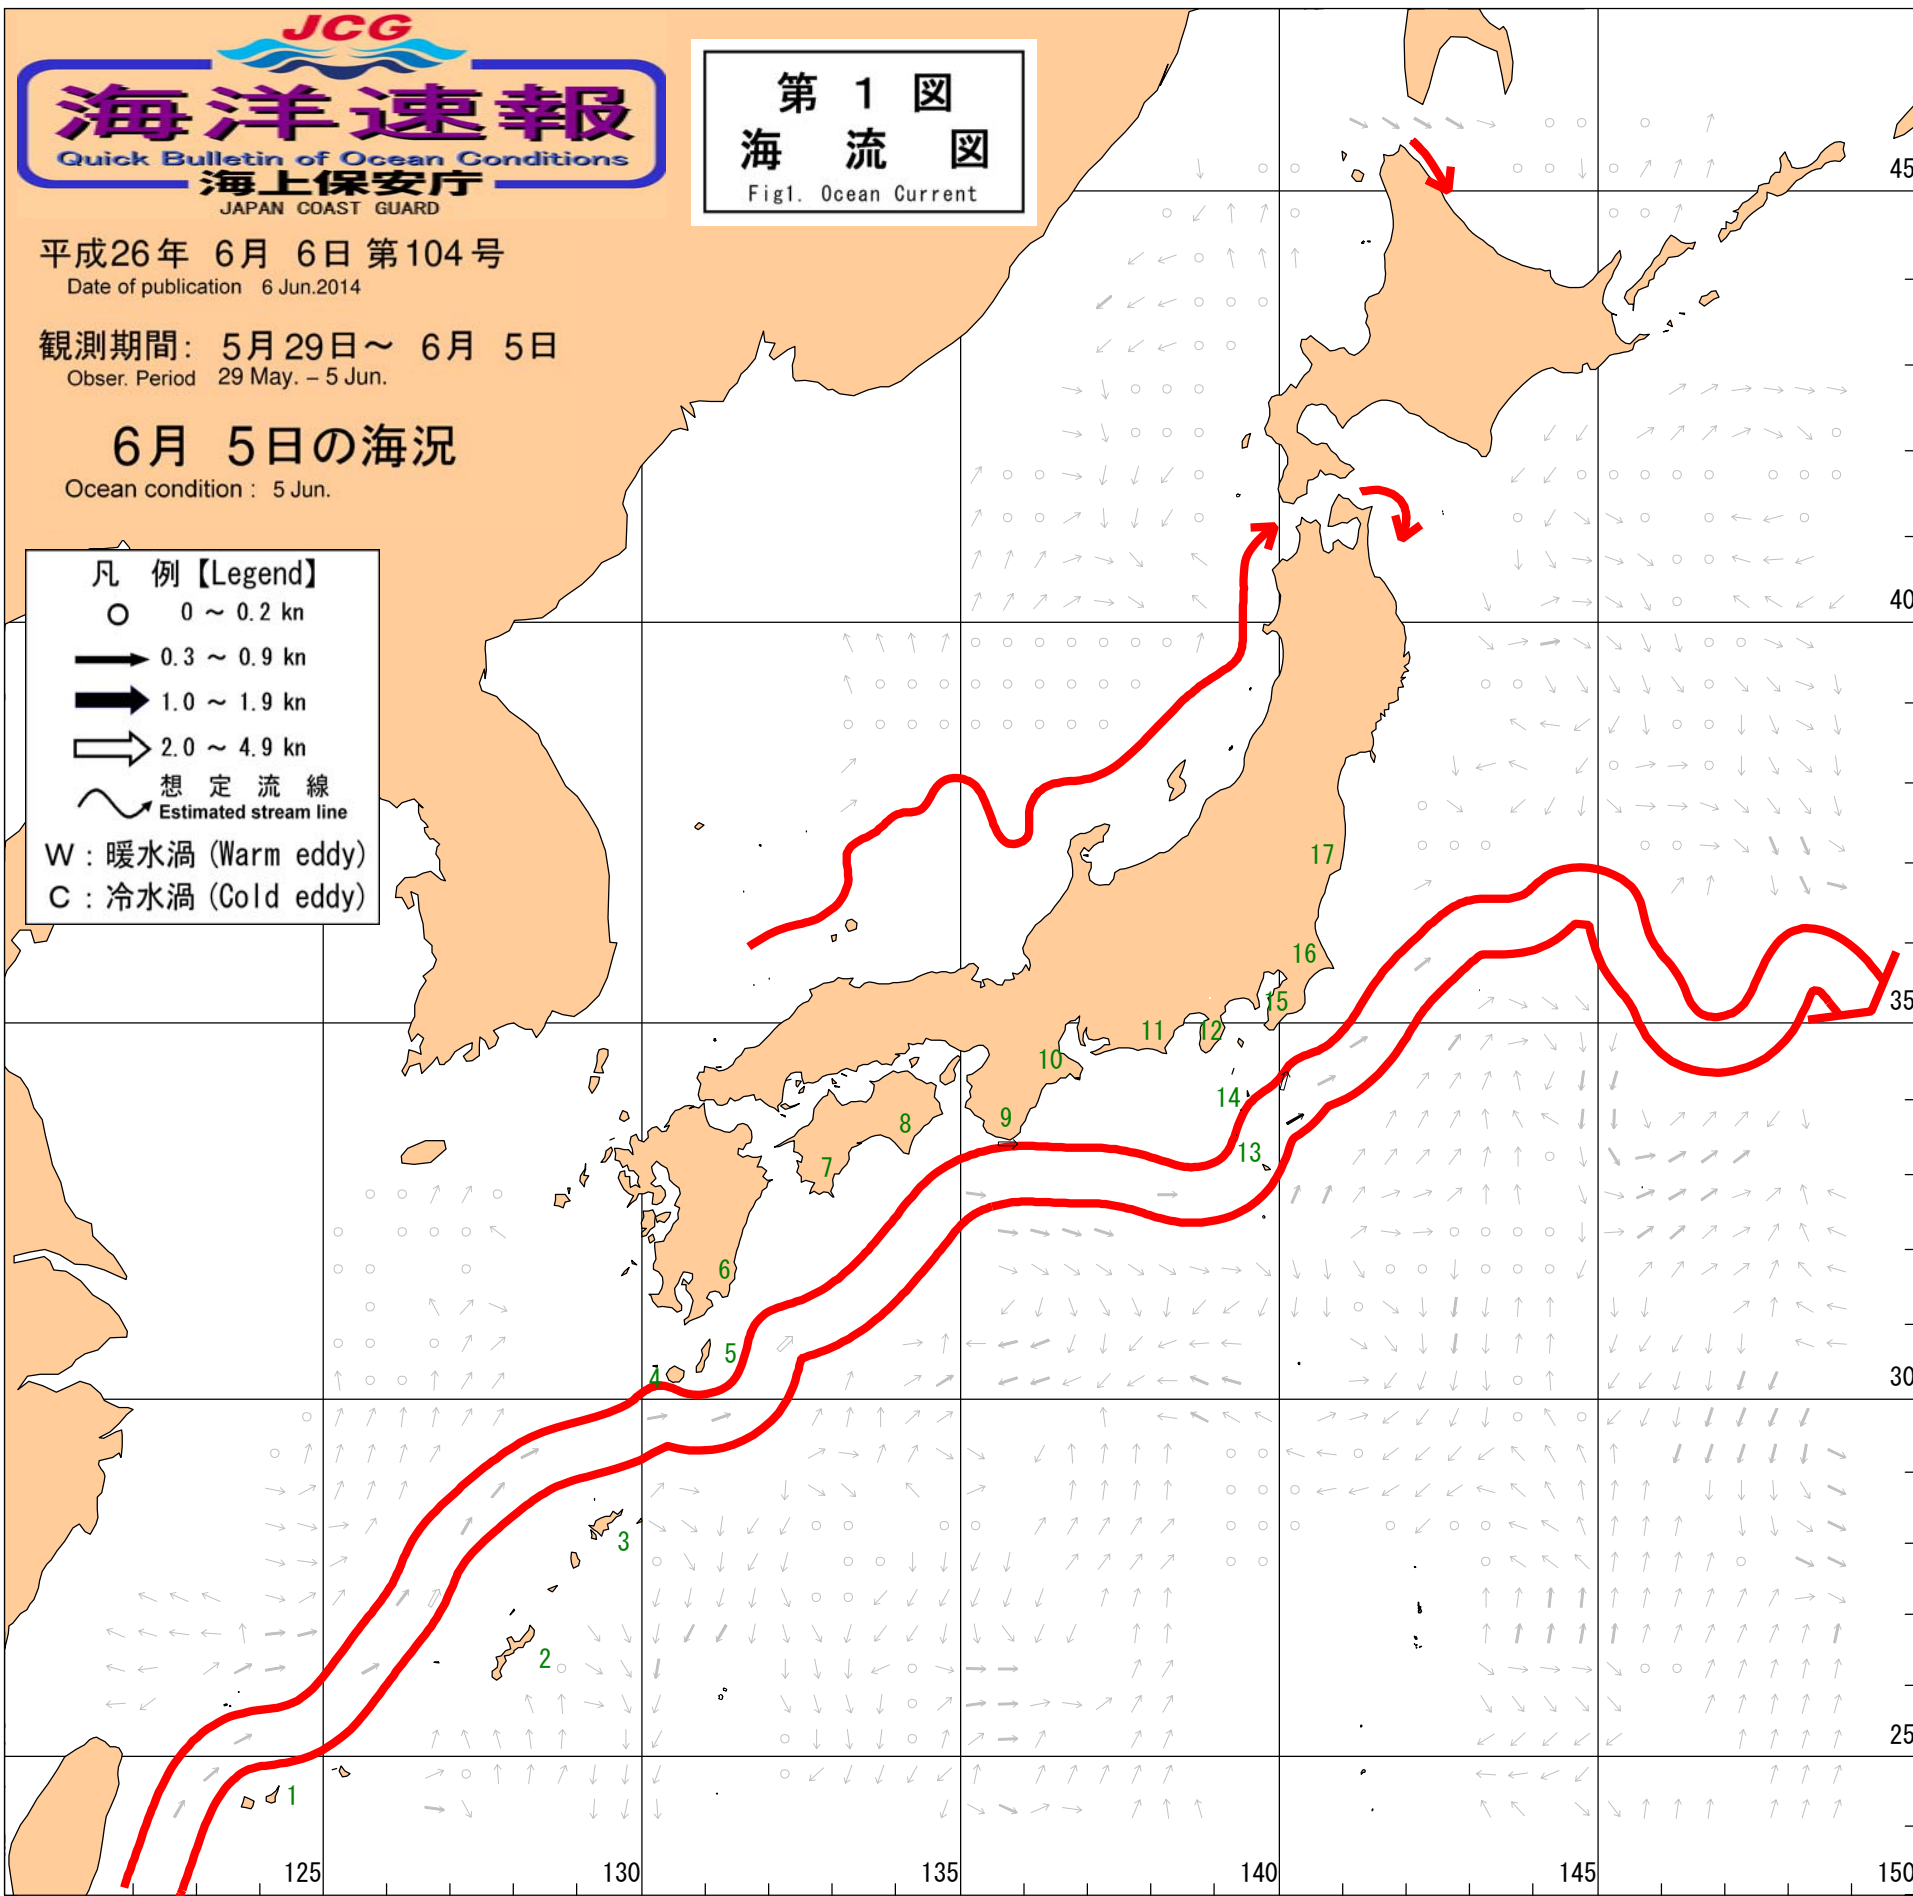 JCG
海洋速報
Quick Bulletin of Ocean Conditions
海上保安庁
JAPAN COAST GUARD
第 1 図
海 流 図
Fig1. Ocean Current
平成26年 6月 6日 第104号
Date of publication 6 Jun.2014
観測期間: 5月29日～ 6月 5日
Obser. Period 29 May. – 5 Jun.
6月 5日の海況
Ocean condition : 5 Jun.
凡 例【Legend】
0 ～ 0.2 kn
0.3 ～ 0.9 kn
1.0 ～ 1.9 kn
2.0 ～ 4.9 kn
想 定 流 線
Estimated stream line
W : 暖水渦 (Warm eddy)
C : 冷水渦 (Cold eddy)
45
40
17
16
35
15
12
11
10
14
9
8
13
7
6
5
4
30
3
2
25
1
125
130
135
140
145
150